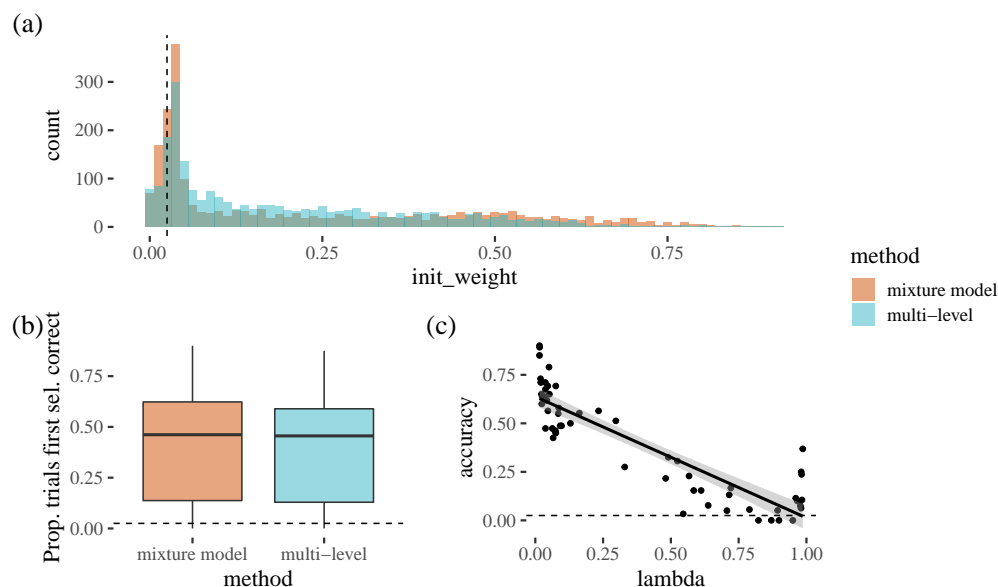 (a)
count
300
200
100
0
0.00 0.25 0.50 0.75
init_weight
method
mixture model
multi−level
(b)
Prop. trials first sel. correct
0.75
0.50
0.25
0.00
mixture model multi−level
method
(c)
accuracy
0.75
0.50
0.25
0.00
0.00 0.25 0.50 0.75 1.00
lambda